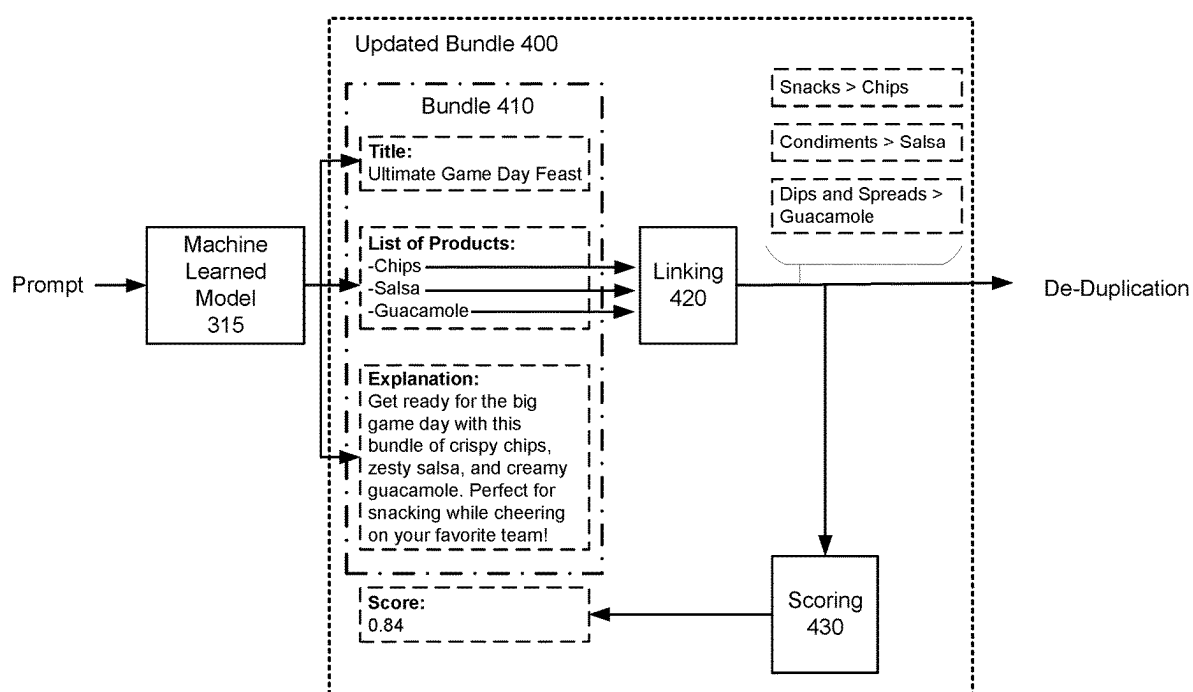 Updated Bundle 400
Bundle 410
Title:
Ultimate Game Day Feast
List of Products:
-Chips
-Salsa
-Guacamole
Explanation:
Get ready for the big
game day with this
bundle of crispy chips,
zesty salsa, and creamy
guacamole. Perfect for
snacking while cheering
on your favorite team!
Score:
0.84
Prompt
Machine
Learned
Model
315
Linking
420
Snacks > Chips
Condiments > Salsa
Dips and Spreads >
Guacamole
De-Duplication
Scoring
430